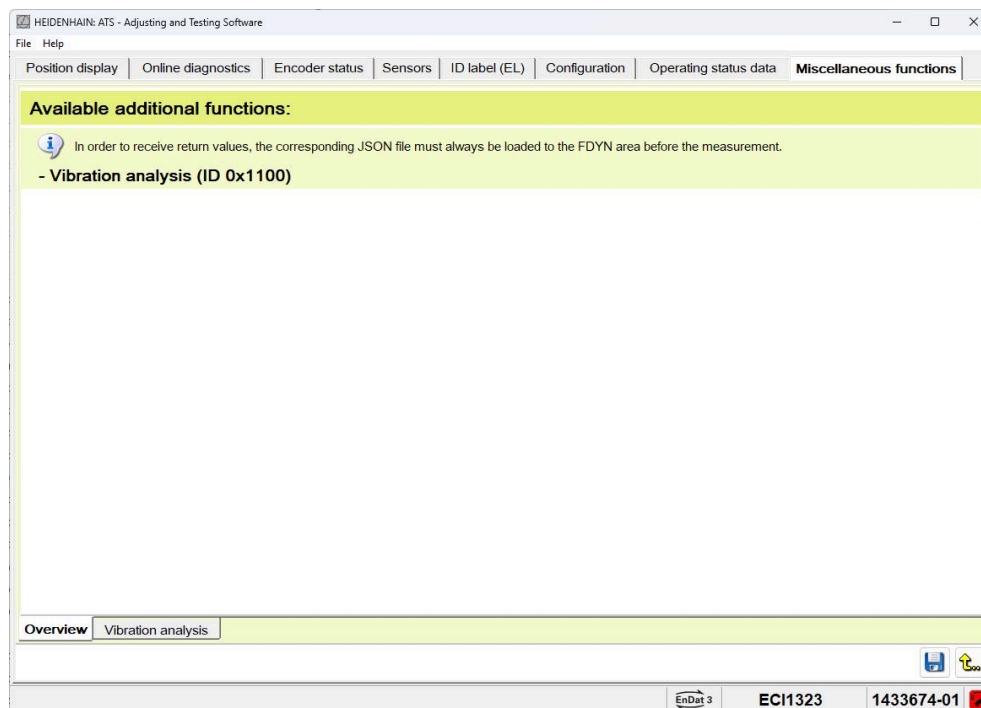 HEIDENHAIN: ATS - Adjusting and Testing Software
File Help
Position display Online diagnostics Encoder status Sensors ID label (EL) Configuration Operating status data Miscellaneous functions
Available additional functions:
i In order to receive return values, the corresponding JSON file must always be loaded to the FDYN area before the measurement.
- Vibration analysis (ID 0x1100)
Overview Vibration analysis
EnDat 3 ECI1323 1433674-01